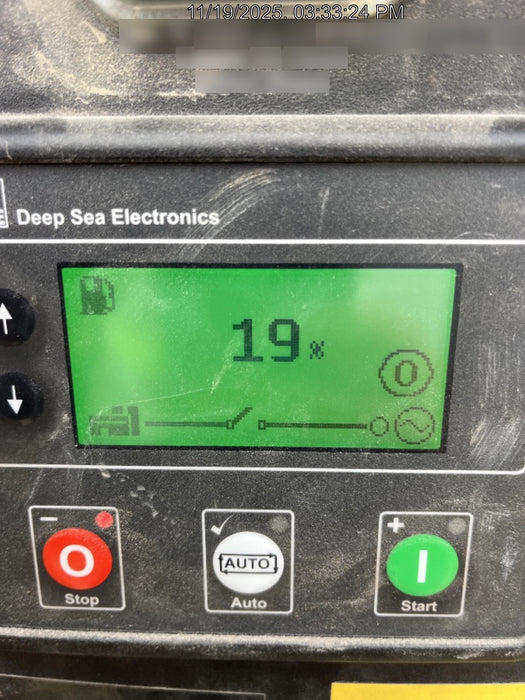 11/19/2025, 03:33:24 PM
Deep Sea Electronics
19 %
0
- O Stop
✓ AUTO Auto
+ I Start